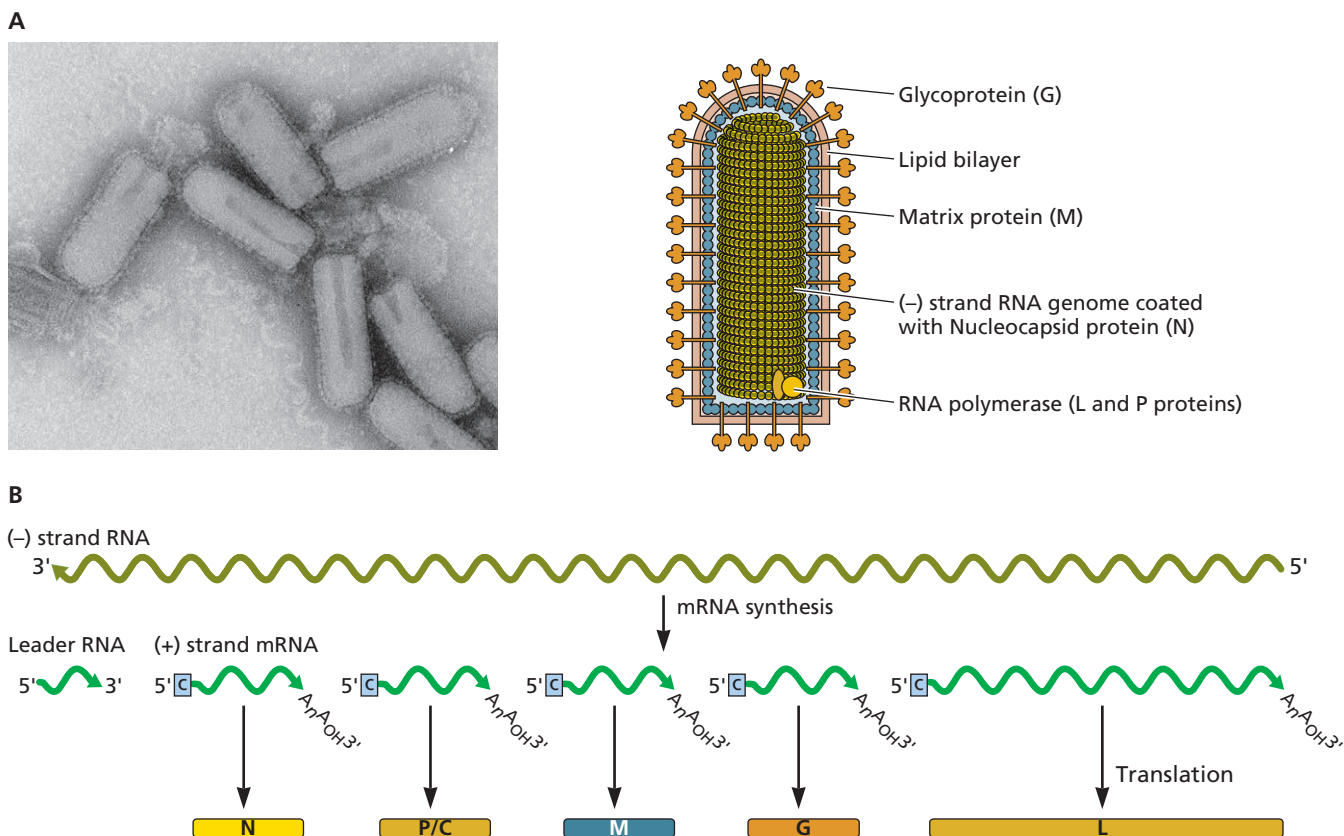 A
Glycoprotein (G)
Lipid bilayer
Matrix protein (M)
(–) strand RNA genome coated
with Nucleocapsid protein (N)
RNA polymerase (L and P proteins)
B
(–) strand RNA
3'
5'
mRNA synthesis
Leader RNA
(+) strand mRNA
5' 3'
5' C AnAOH3'
5' C AnAOH3'
5' C AnAOH3'
5' C AnAOH3'
5' C AnAOH3'
Translation
N
P/C
M
G
L